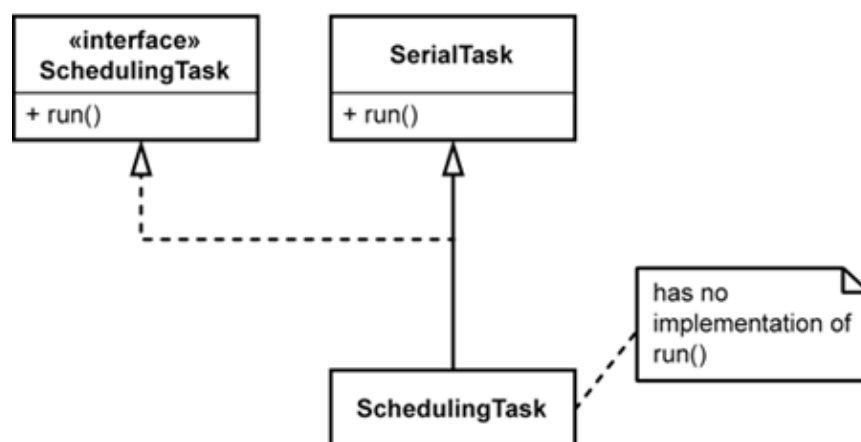 «interface»
SchedulingTask
+ run()
SerialTask
+ run()
has no
implementation of
run()
SchedulingTask